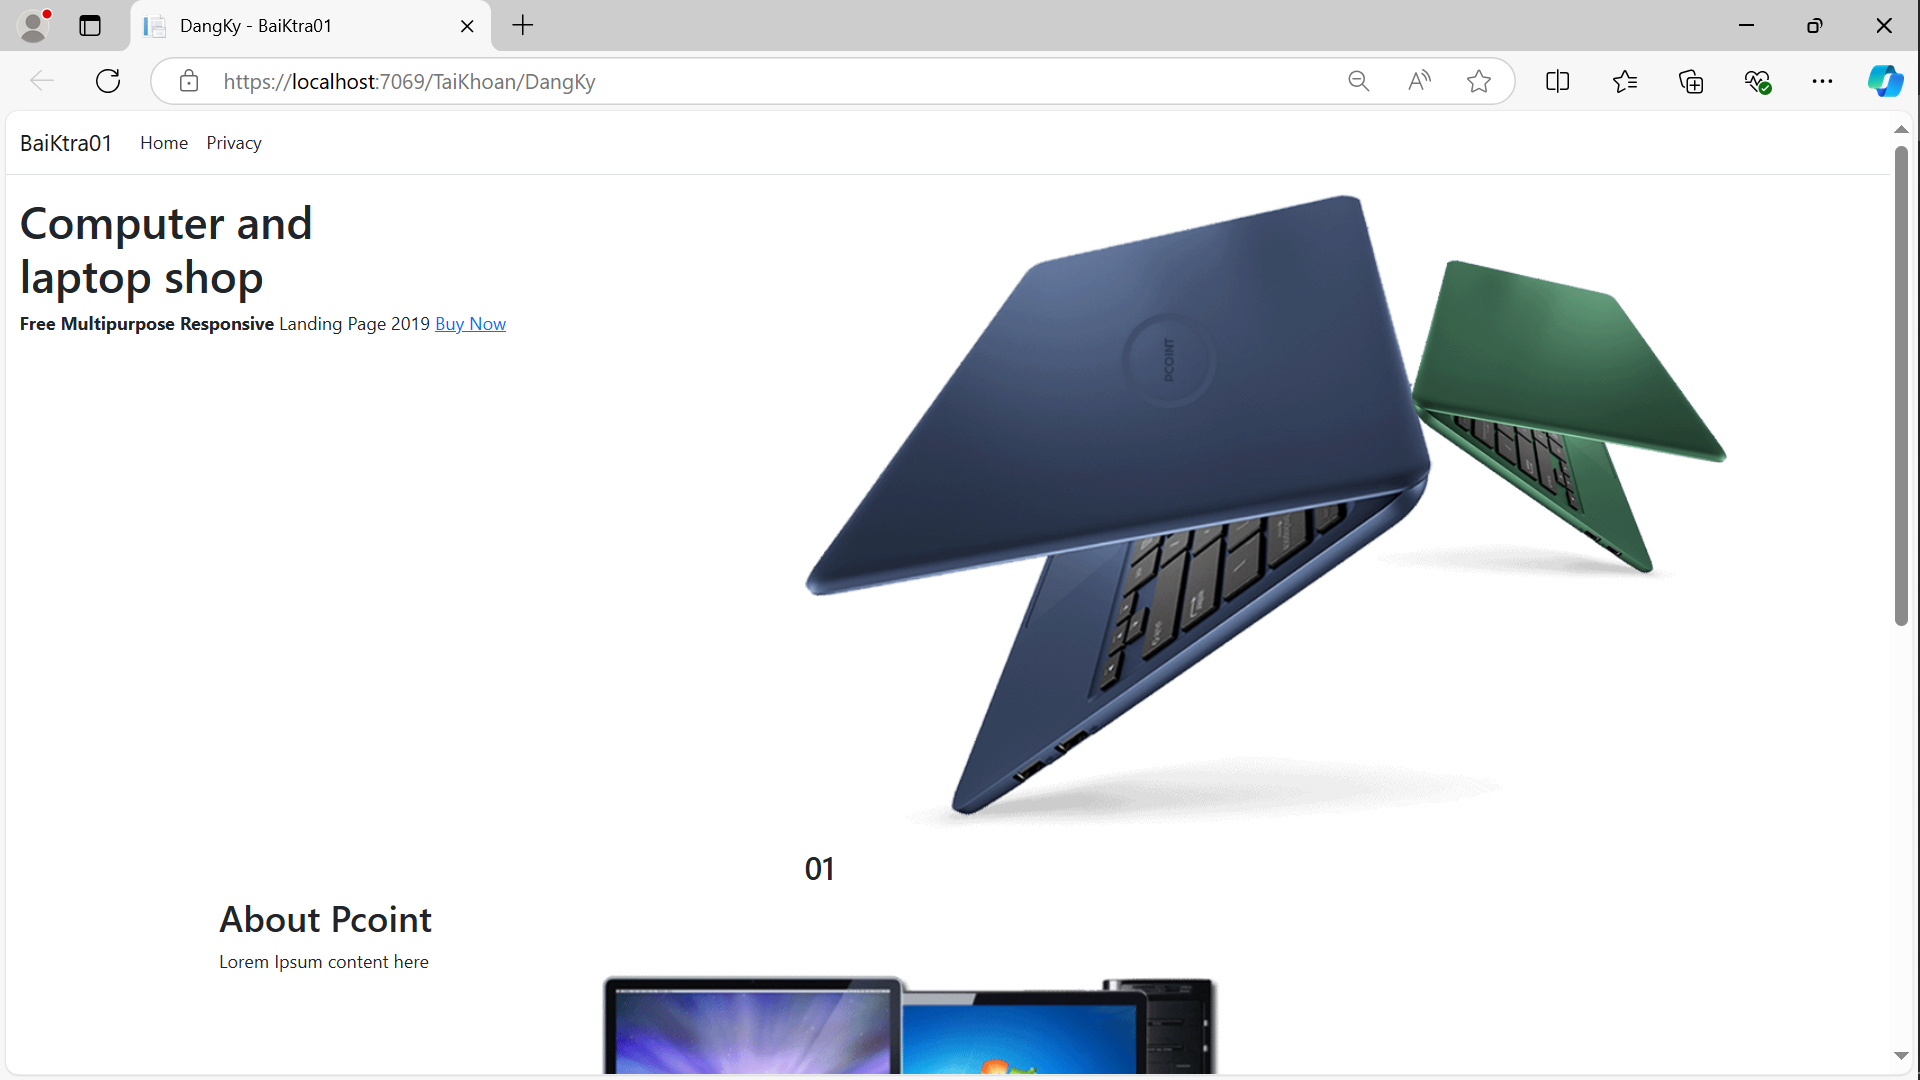 DangKy - BaiKtra01
https://localhost:7069/TaiKhoan/DangKy
BaiKtra01 Home Privacy
Computer and
laptop shop
Free Multipurpose Responsive Landing Page 2019 Buy Now
PCOINT
01
About Pcoint
Lorem Ipsum content here